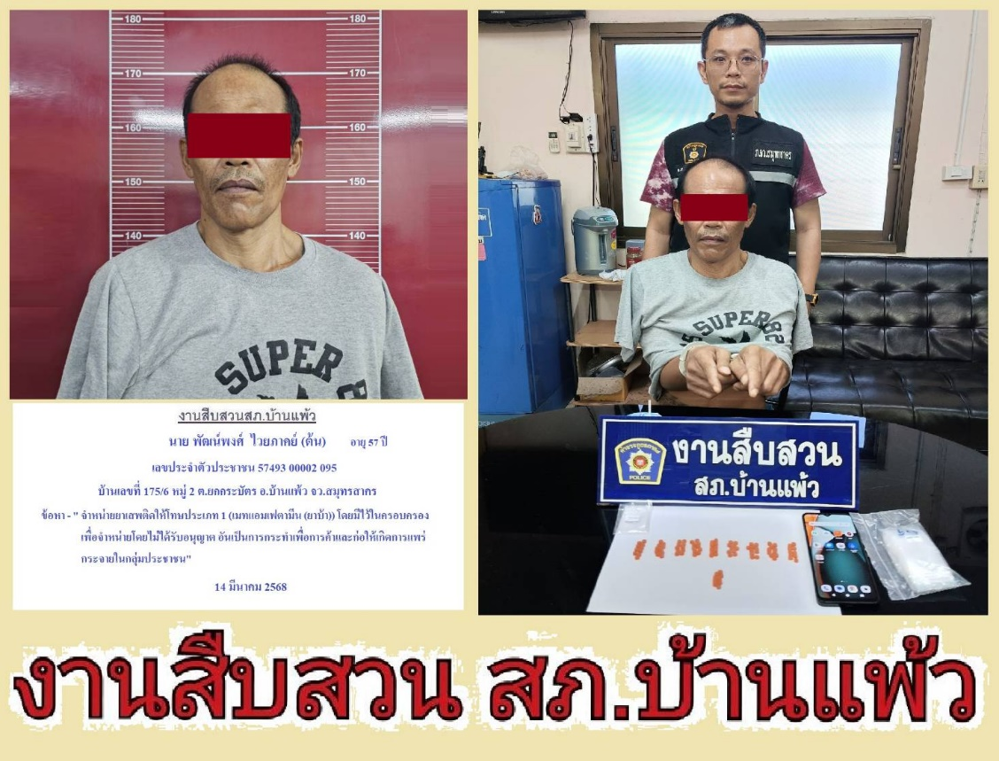 180 180
170 170
160 160
150 150
140 140
SUPER
งานสืบสวนสภ.บ้านแพ้ว
นาย พัฒน์พงศ์ ไวยภาคย์ (ต้น) อายุ 57 ปี
เลขประจำตัวประชาชน 57493 00002 095
บ้านเลขที่ 175/6 หมู่ 2 ต.ยกกระบัตร อ.บ้านแพ้ว จว.สมุทรสาคร
ข้อหา - " จำหน่ายยาเสพติดให้โทษประเภท 1 (เมทแอมเฟตามีน (ยาบ้า)) โดยมีไว้ในครอบครอง
เพื่อจำหน่ายโดยไม่ได้รับอนุญาต อันเป็นการกระทำเพื่อการค้าและก่อให้เกิดการแพร่
กระจายในกลุ่มประชาชน"
14 มีนาคม 2568
ภ.จว.สมุทรสาคร
SUPER
POLICE
งานสืบสวน
สภ.บ้านแพ้ว
งานสืบสวน สภ.บ้านแพ้ว